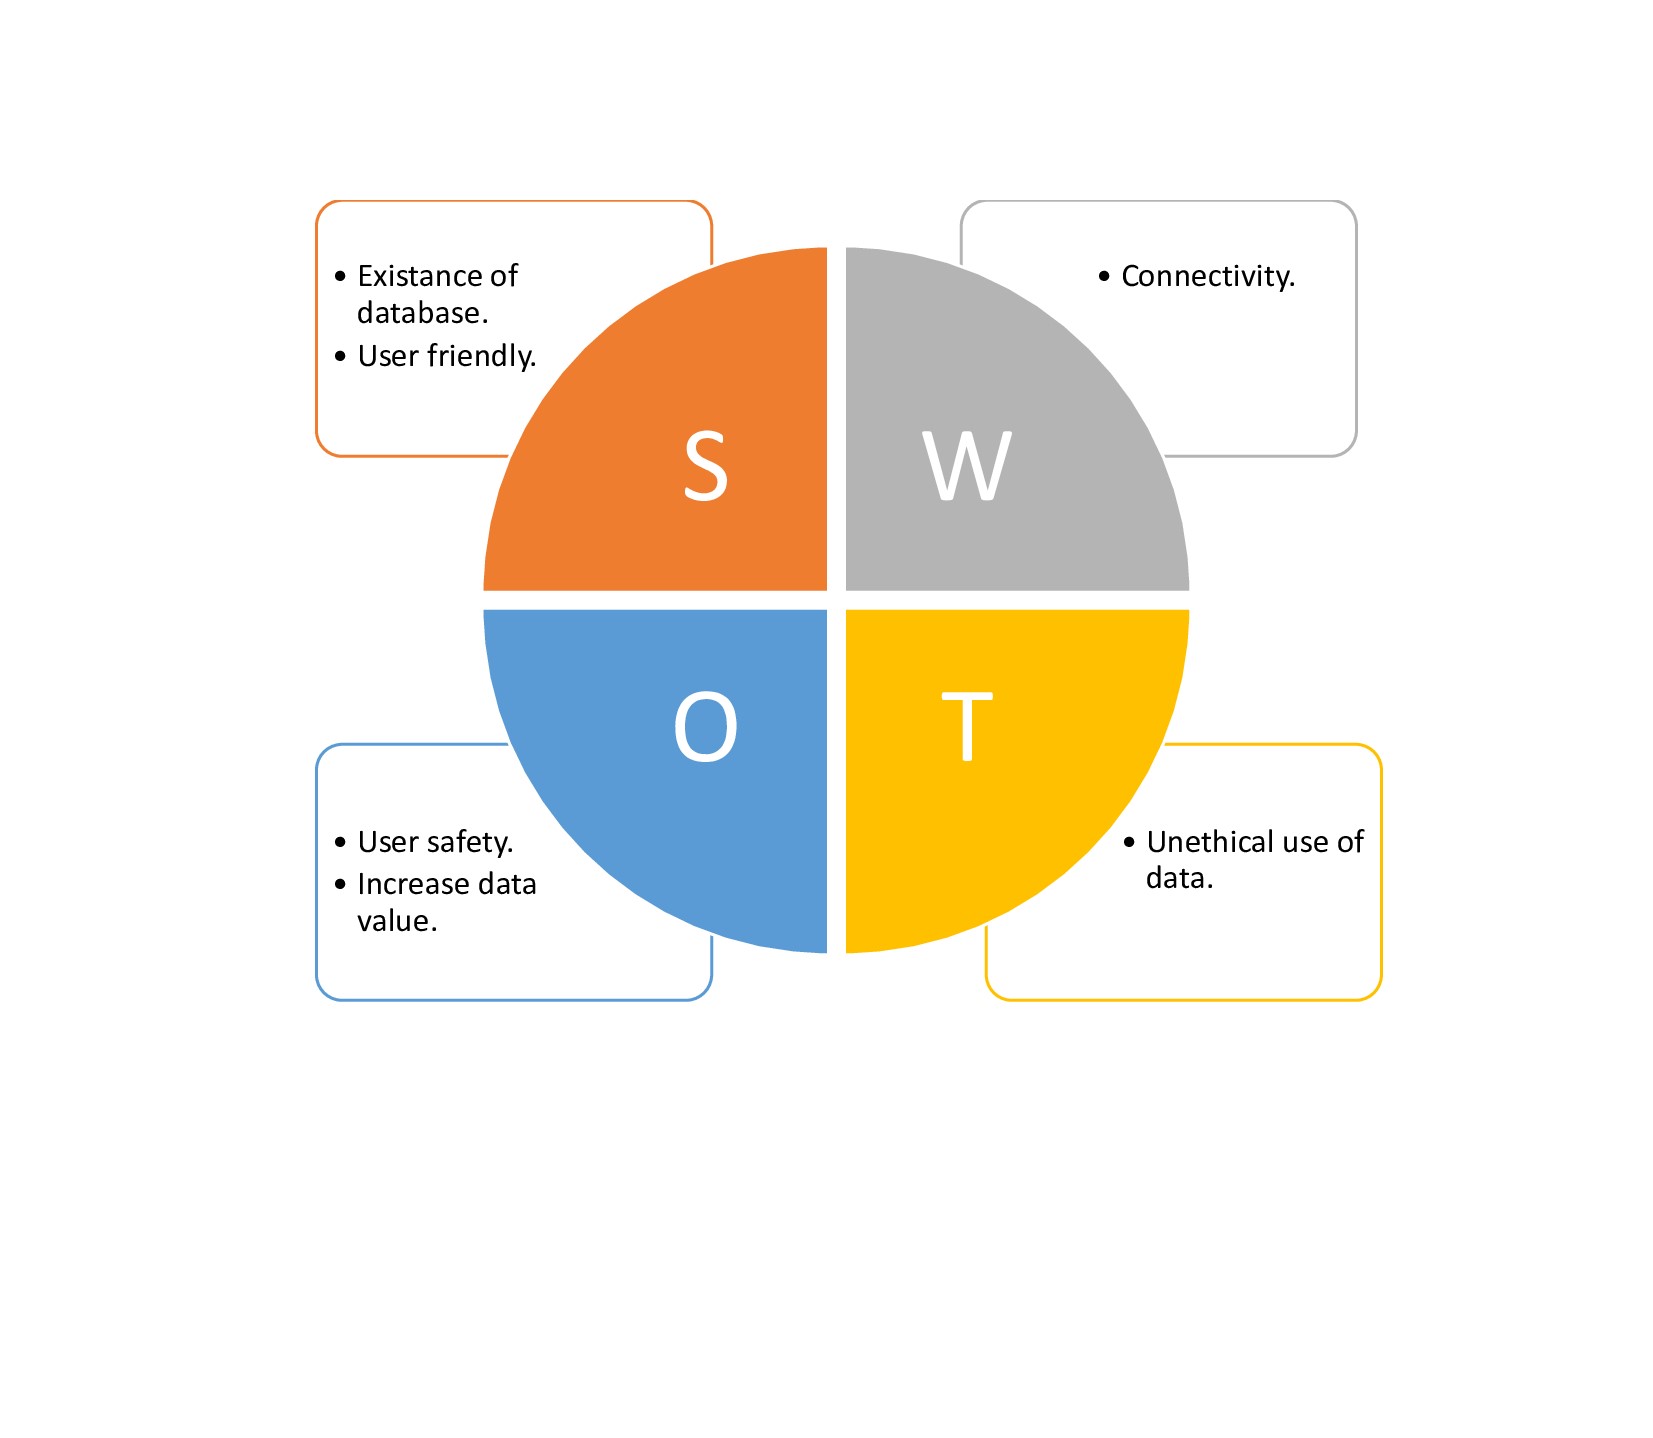 • Existance of
database.
• User friendly.
S
• Connectivity.
W
O
• User safety.
• Increase data
value.
T
• Unethical use of
data.